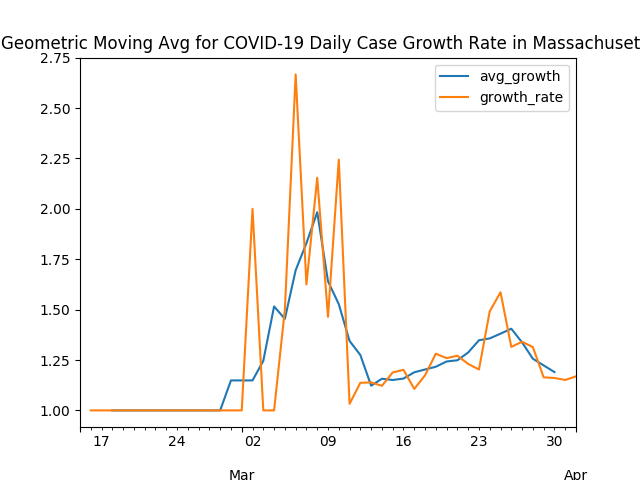 Geometric Moving Avg for COVID-19 Daily Case Growth Rate in Massachuset
2.75
2.50
2.25
2.00
1.75
1.50
1.25
1.00
avg_growth
growth_rate
17 24 02 09 16 23 30
Mar Apr